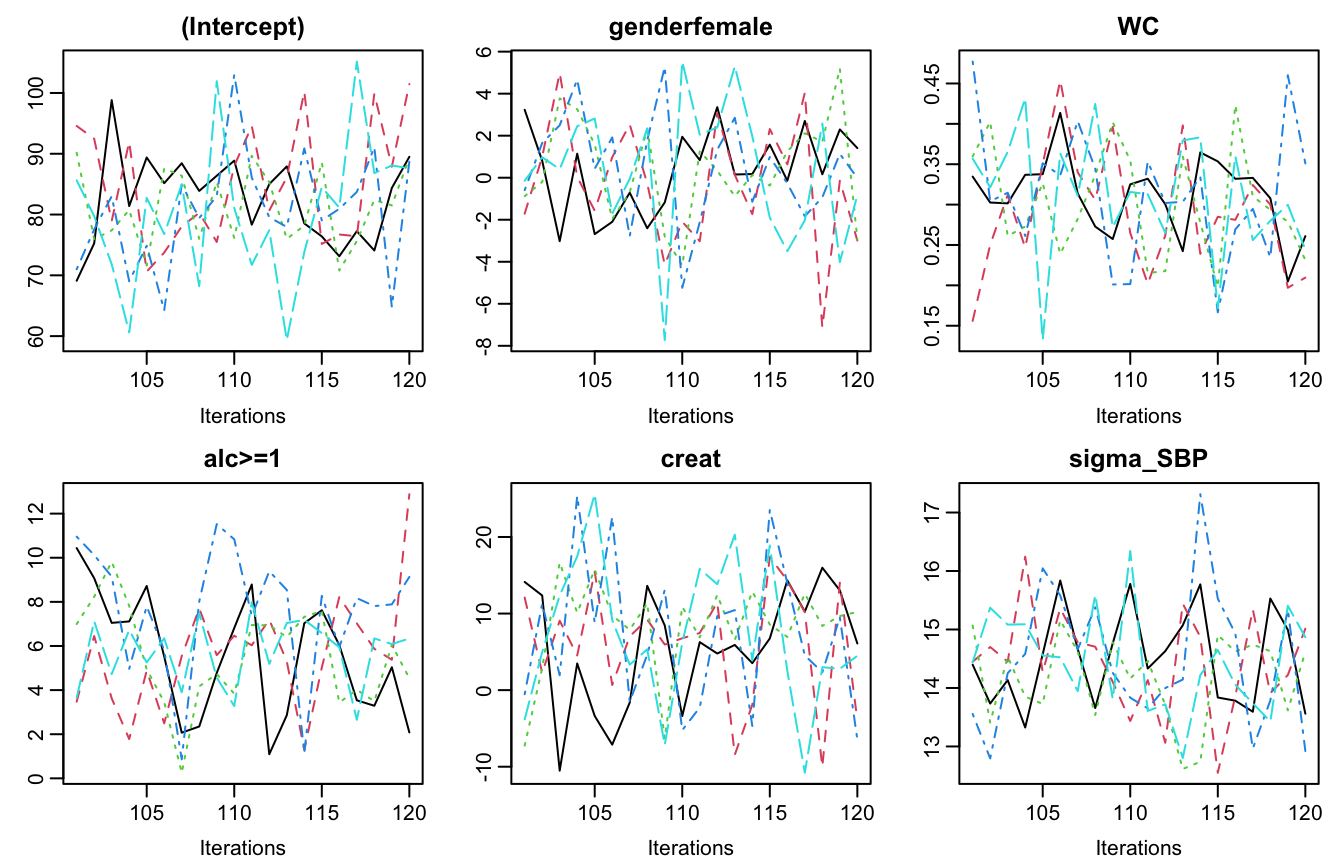 (Intercept)
genderfemale
WC
100
90
80
70
60
105 110 115 120
Iterations
6
4
2
0
-2
-4
-6
-8
105 110 115 120
Iterations
0.45
0.35
0.25
0.15
105 110 115 120
Iterations
alc>=1
creat
sigma_SBP
12
10
8
6
4
2
0
105 110 115 120
Iterations
20
10
0
-10
105 110 115 120
Iterations
17
16
15
14
13
105 110 115 120
Iterations